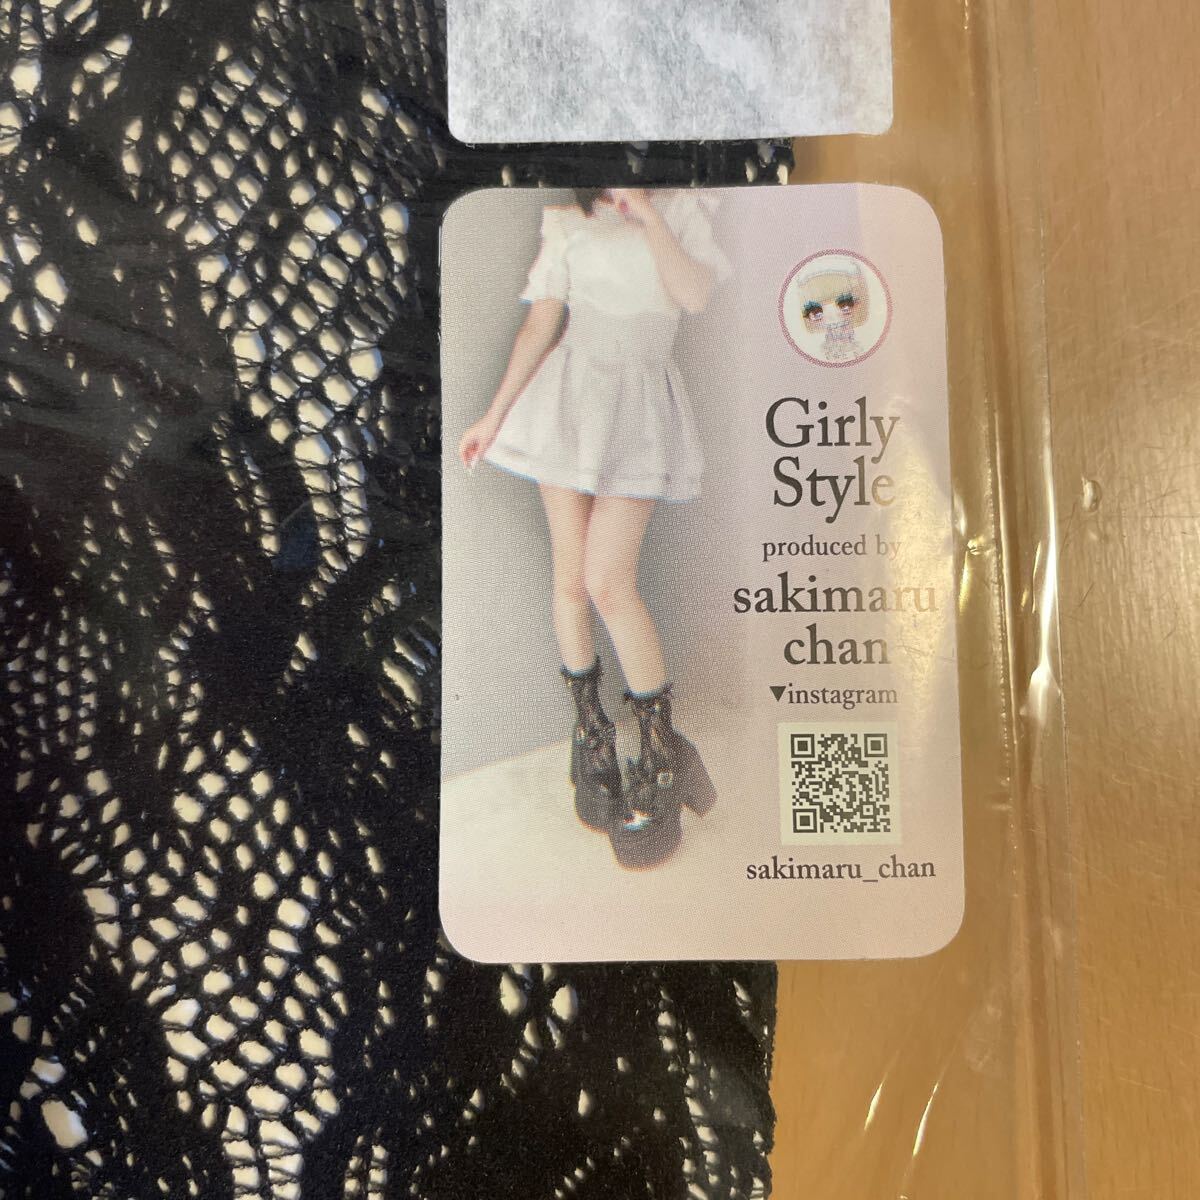 Girly
Style
produced by
sakimaru
chan
▼instagram
sakimaru_chan